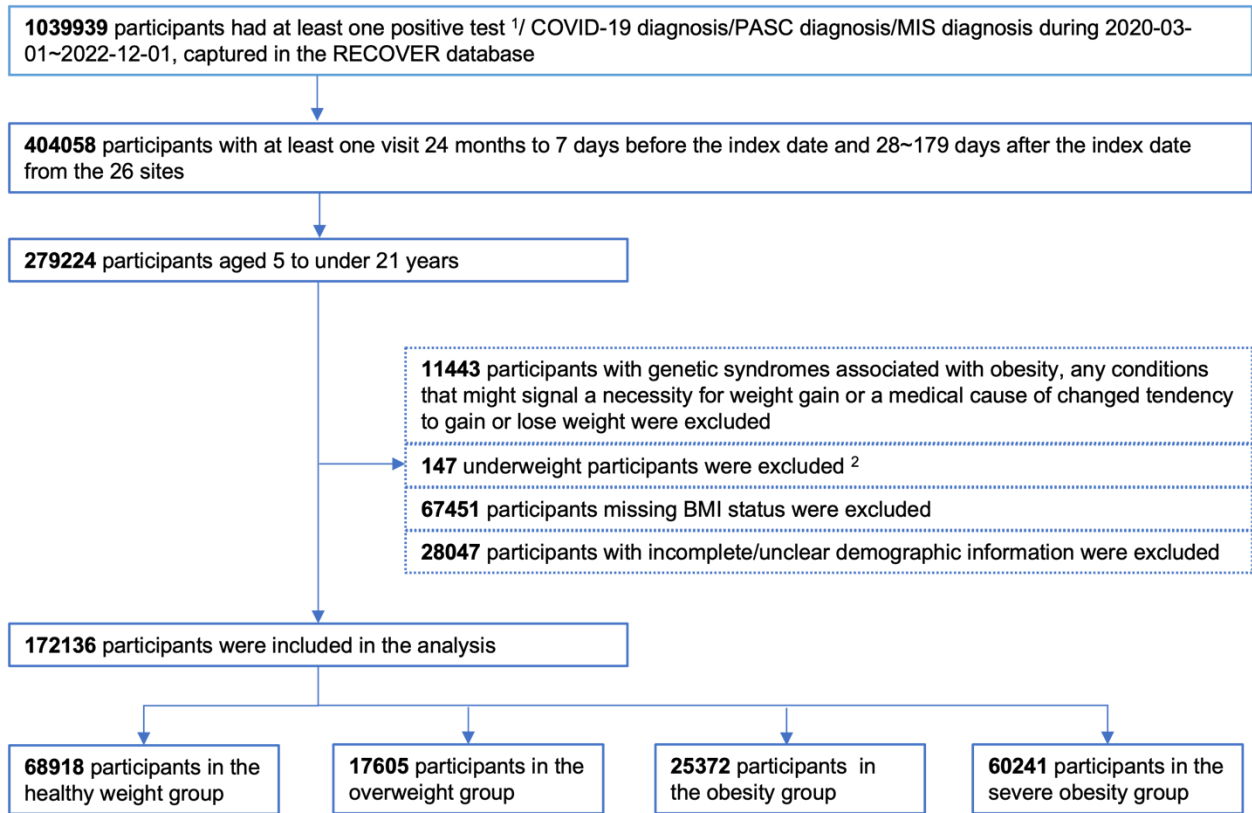 1039939 participants had at least one positive test ¹/ COVID-19 diagnosis/PASC diagnosis/MIS diagnosis during 2020-03-
01~2022-12-01, captured in the RECOVER database
404058 participants with at least one visit 24 months to 7 days before the index date and 28~179 days after the index date
from the 26 sites
279224 participants aged 5 to under 21 years
11443 participants with genetic syndromes associated with obesity, any conditions
that might signal a necessity for weight gain or a medical cause of changed tendency
to gain or lose weight were excluded
147 underweight participants were excluded ²
67451 participants missing BMI status were excluded
28047 participants with incomplete/unclear demographic information were excluded
172136 participants were included in the analysis
68918 participants in the
healthy weight group
17605 participants in the
overweight group
25372 participants in
the obesity group
60241 participants in the
severe obesity group